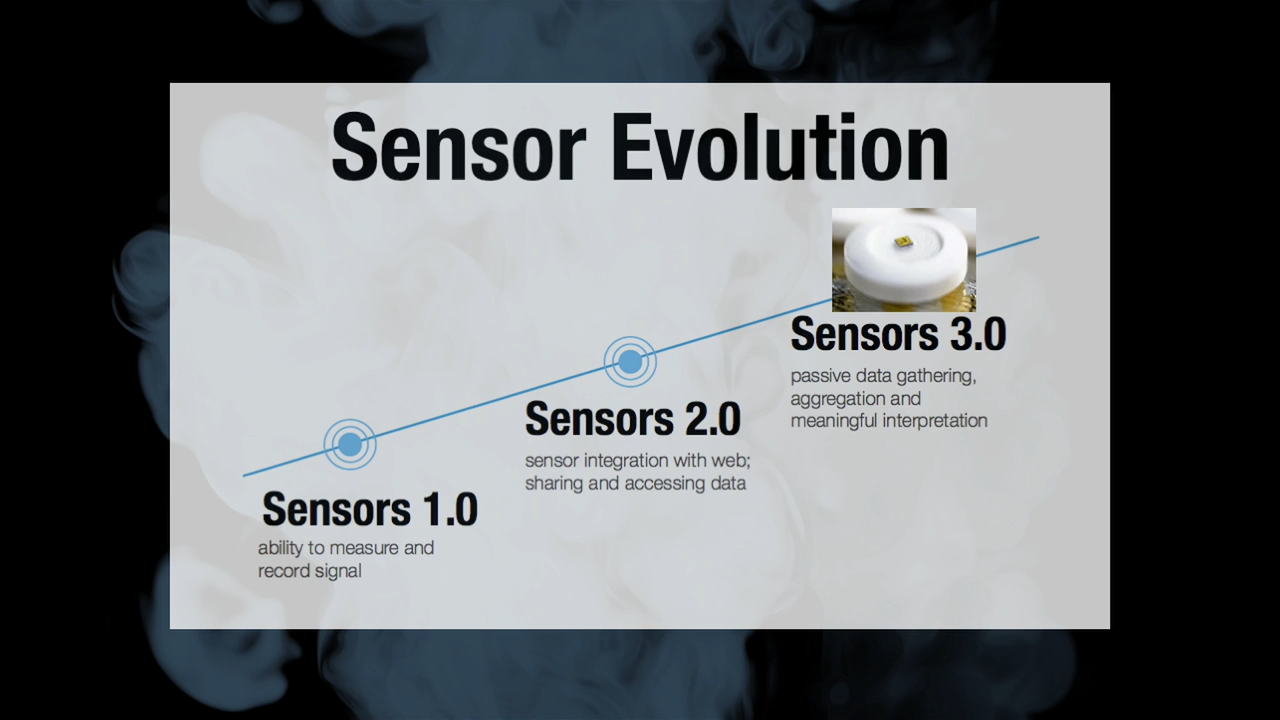 Sensor Evolution
Sensors 1.0
ability to measure and
record signal
Sensors 2.0
sensor integration with web;
sharing and accessing data
Sensors 3.0
passive data gathering,
aggregation and
meaningful interpretation